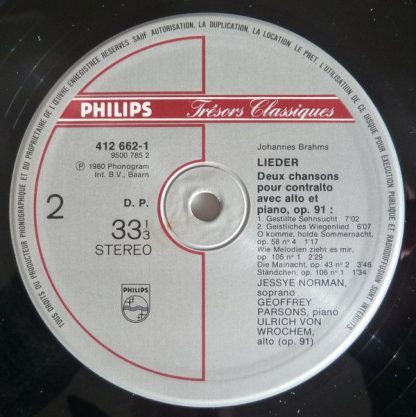 TOUS DROITS DU PRODUCTEUR PHONOGRAPHIQUE ET DU PROPRIETAIRE DE L'ŒUVRE ENREGISTREE RESERVES. SAUF AUTORISATION, LA DUPLICATION, LA LOCATION, LE PRET, L'UTILISATION DE CE DISQUE POUR EXECUTION PUBLIQUE ET RADIODIFFUSION SONT INTERDITS.
PHILIPS
Trésors Classiques
412 662-1
9500 785 2
Ⓟ 1980 Phonogram
Int. B.V., Baarn
2
D. P.
33 1/3
STEREO
PHILIPS
Johannes Brahms
LIEDER
Deux chansons
pour contralto
avec alto et
piano, op. 91 :
1. Gestillte Sehnsucht 7'02
2. Geistliches Wiegenlied 6'
O komme, holde Sommernacht,
op. 58 nº 4 1'17
Wie Melodien zieht es mir,
op. 105 nº 1 2'29
Die Mainacht, op. 43 nº 2 3'46
Ständchen, op. 106 nº 1 1'34
JESSYE NORMAN,
soprano
GEOFFREY
PARSONS, piano
ULRICH VON
WROCHEM,
alto (op. 91)